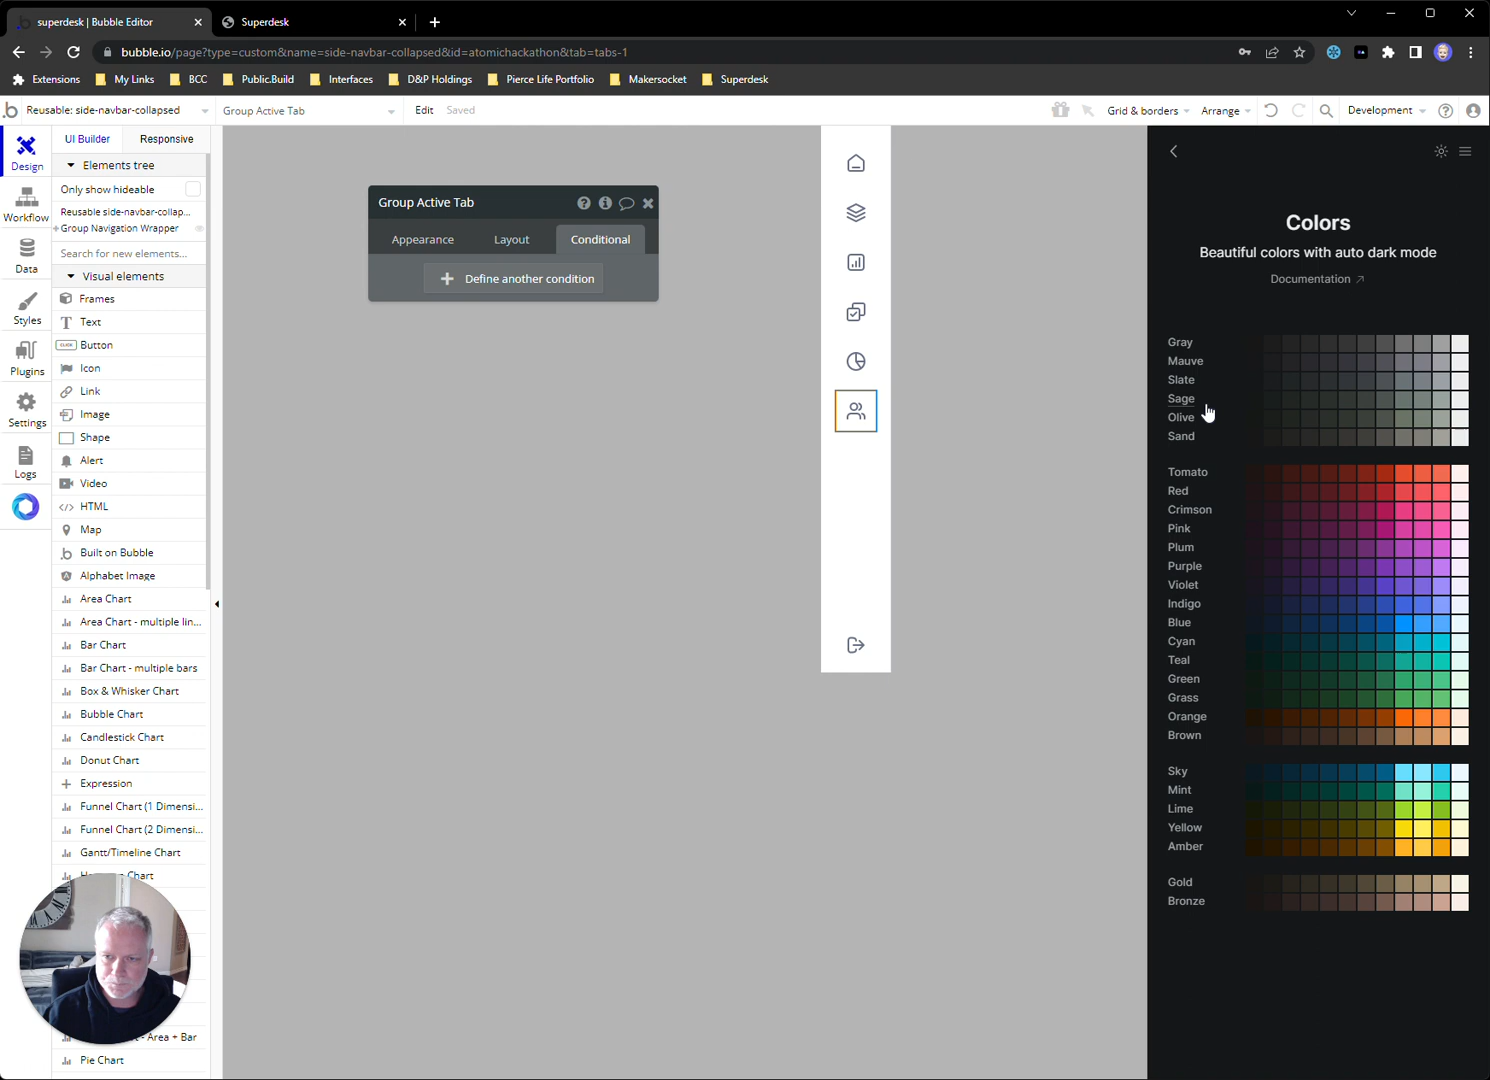 superdesk | Bubble Editor
Superdesk
bubble.io/page?type=custom&name=side-navbar-collapsed&id=atomichackathon&tab=tabs-1
Extensions
My Links
BCC
Public.Build
Interfaces
D&P Holdings
Pierce Life Portfolio
Makersocket
Superdesk
Reusable: side-navbar-collapsed
Group Active Tab
Edit
Saved
Grid & borders
Arrange
Development
Design
Workflow
Data
Styles
Plugins
Settings
Logs
UI Builder
Responsive
Elements tree
Only show hideable
Reusable side-navbar-collap...
Group Navigation Wrapper
Search for new elements...
Visual elements
Frames
Text
CLICK Button
Icon
Link
Image
Shape
Alert
Video
HTML
Map
Built on Bubble
Alphabet Image
Area Chart
Area Chart - multiple lin...
Bar Chart
Bar Chart - multiple bars
Box & Whisker Chart
Bubble Chart
Candlestick Chart
Donut Chart
Expression
Funnel Chart (1 Dimensi...
Funnel Chart (2 Dimensi...
Gantt/Timeline Chart
Chart
- Area + Bar
Pie Chart
Group Active Tab
Appearance
Layout
Conditional
Define another condition
Colors
Beautiful colors with auto dark mode
Documentation
Gray
Mauve
Slate
Sage
Olive
Sand
Tomato
Red
Crimson
Pink
Plum
Purple
Violet
Indigo
Blue
Cyan
Teal
Green
Grass
Orange
Brown
Sky
Mint
Lime
Yellow
Amber
Gold
Bronze